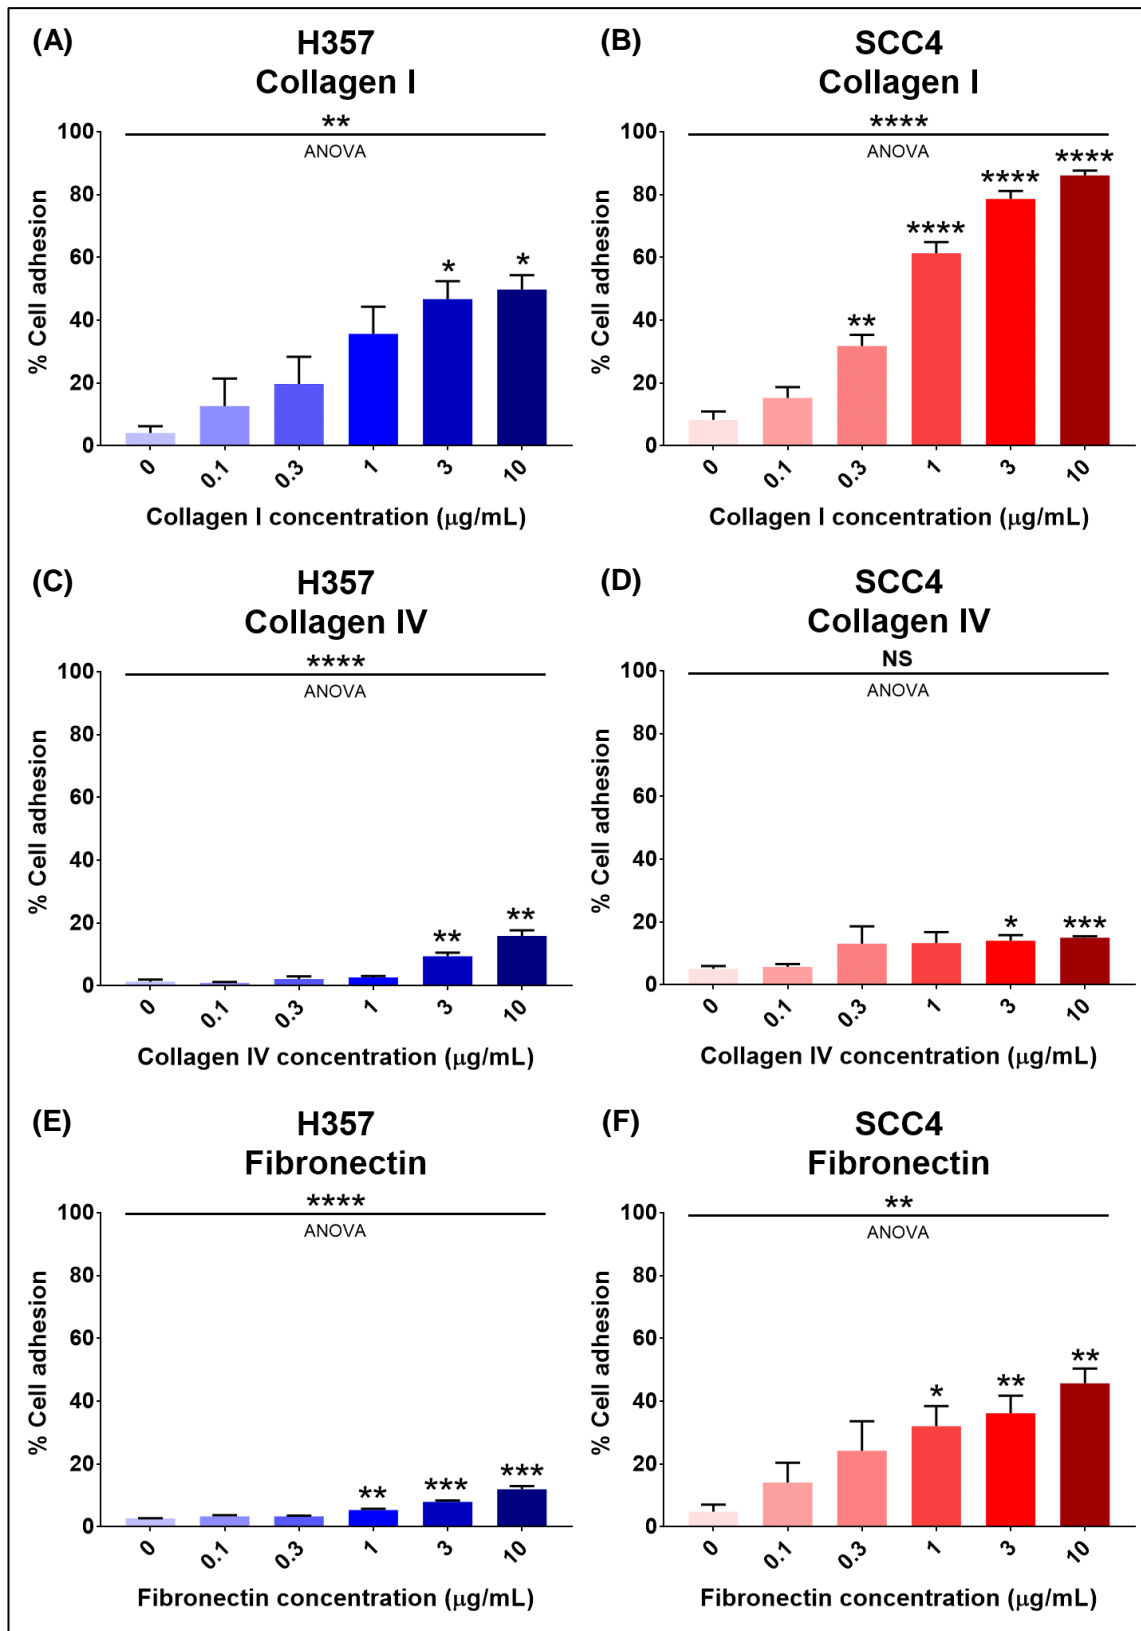 (A)
H357
Collagen I
**
ANOVA
% Cell adhesion
100
80
60
40
20
0
* *
0 0.1 0.3 1 3 10
Collagen I concentration (μg/mL)
(B)
SCC4
Collagen I
****
ANOVA
% Cell adhesion
100
80
60
40
20
0
** **** **** ****
0 0.1 0.3 1 3 10
Collagen I concentration (μg/mL)
(C)
H357
Collagen IV
****
ANOVA
% Cell adhesion
100
80
60
40
20
0
** **
0 0.1 0.3 1 3 10
Collagen IV concentration (μg/mL)
(D)
SCC4
Collagen IV
NS
ANOVA
% Cell adhesion
100
80
60
40
20
0
* ***
0 0.1 0.3 1 3 10
Collagen IV concentration (μg/mL)
(E)
H357
Fibronectin
****
ANOVA
% Cell adhesion
100
80
60
40
20
0
** *** ***
0 0.1 0.3 1 3 10
Fibronectin concentration (μg/mL)
(F)
SCC4
Fibronectin
**
ANOVA
% Cell adhesion
100
80
60
40
20
0
* ** **
0 0.1 0.3 1 3 10
Fibronectin concentration (μg/mL)